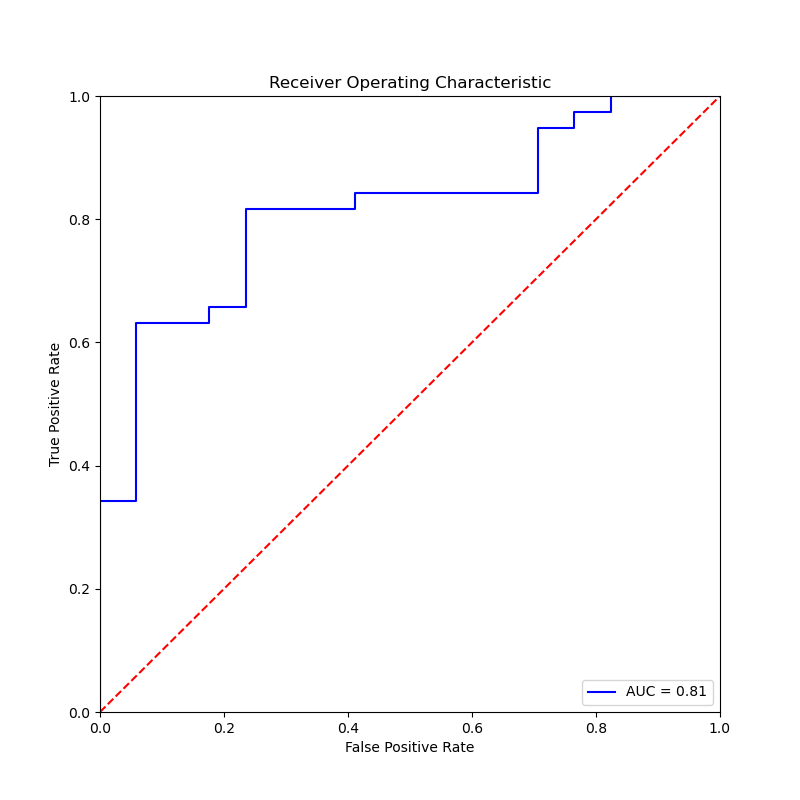 Receiver Operating Characteristic
1.0
0.8
0.6
0.4
0.2
0.0
True Positive Rate
AUC = 0.81
0.0 0.2 0.4 0.6 0.8 1.0
False Positive Rate